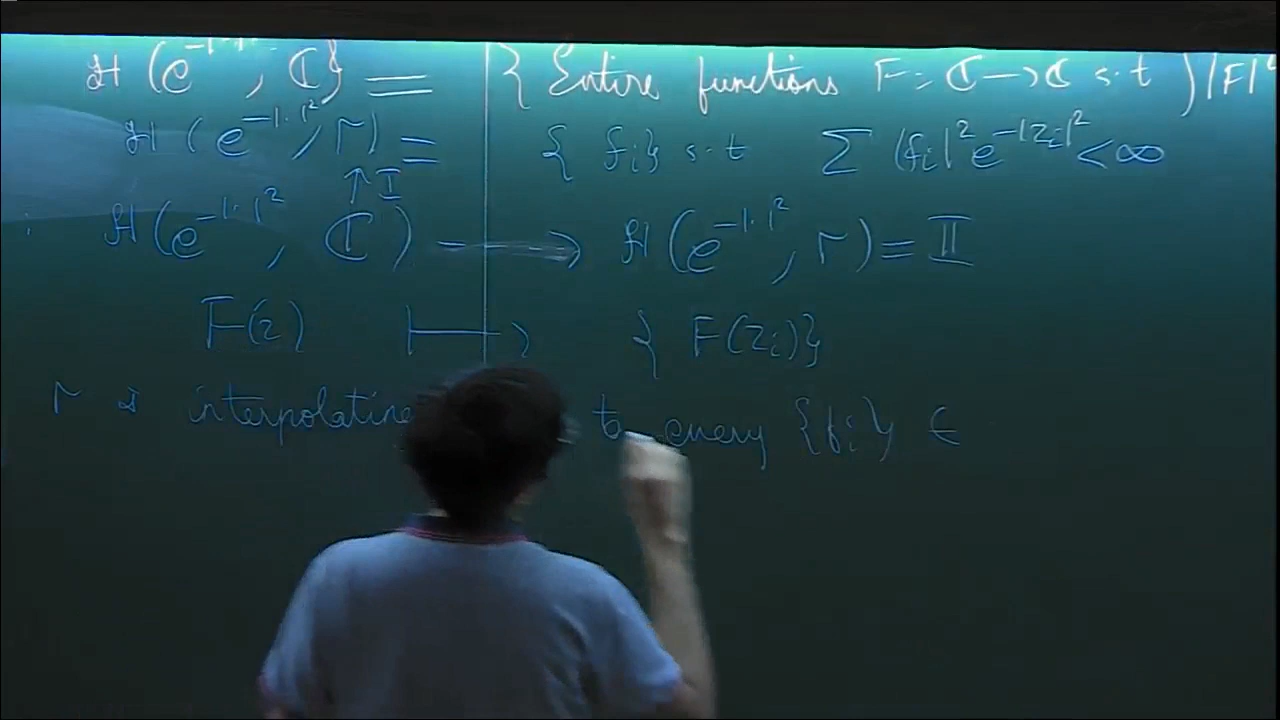 ℋ(e^{-|·|²}, ℂ) = { Entire functions F: ℂ → ℂ s.t ∫|F|²
ℋ(e^{-|·|²}, Γ) = { f_i} s.t Σ |f_i|² e^{-|z_i|²} < ∞
↑ I
ℋ(e^{-|·|²}, ℂ) ⟶ ℋ(e^{-|·|²}, Γ) = II
F(z) ⟼ { F(z_i)}
Γ is interpolating to every {f_i} ∈